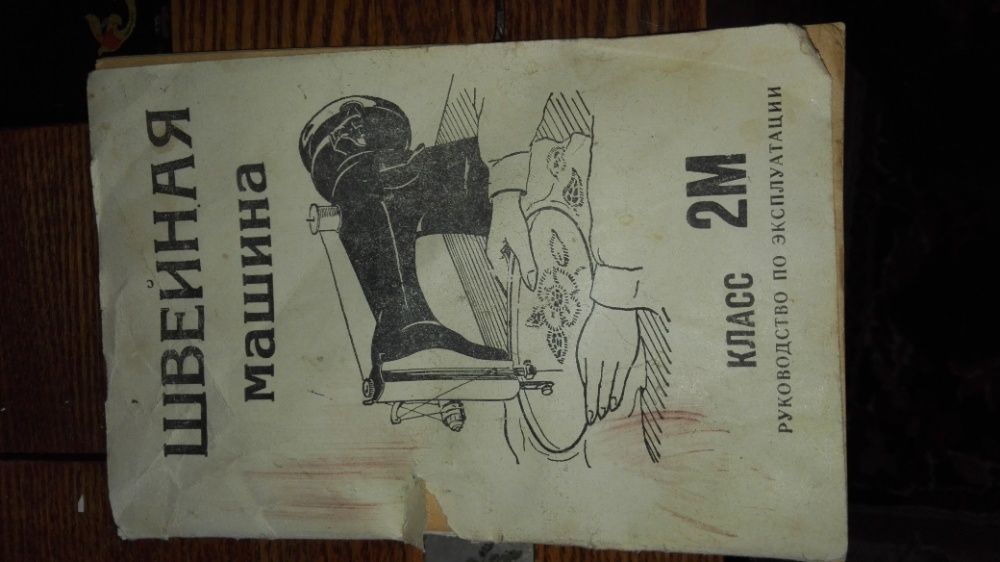 ШВЕЙНАЯ
машина
КЛАСС 2М
РУКОВОДСТВО ПО ЭКСПЛУАТАЦИИ